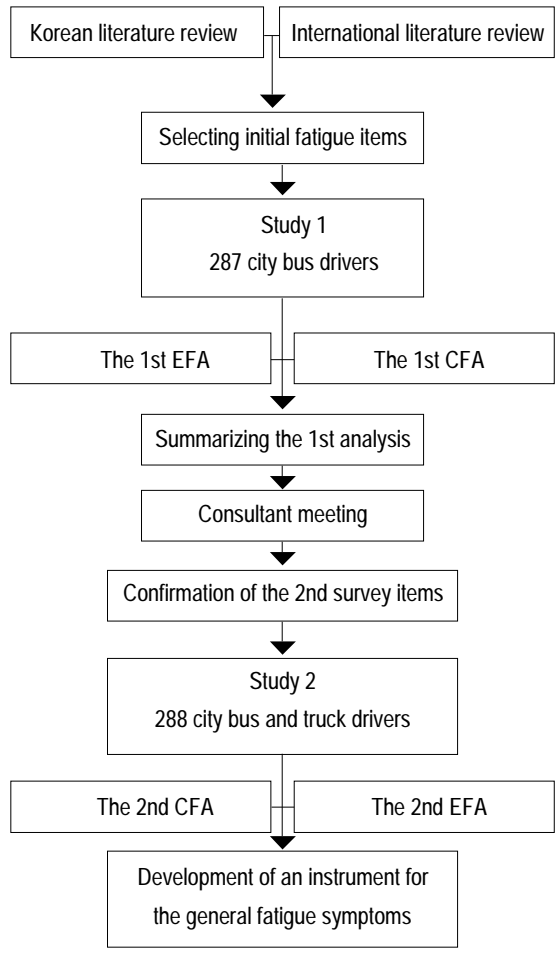 Korean literature review
International literature review
Selecting initial fatigue items
Study 1
287 city bus drivers
The 1st EFA
The 1st CFA
Summarizing the 1st analysis
Consultant meeting
Confirmation of the 2nd survey items
Study 2
288 city bus and truck drivers
The 2nd CFA
The 2nd EFA
Development of an instrument for
the general fatigue symptoms